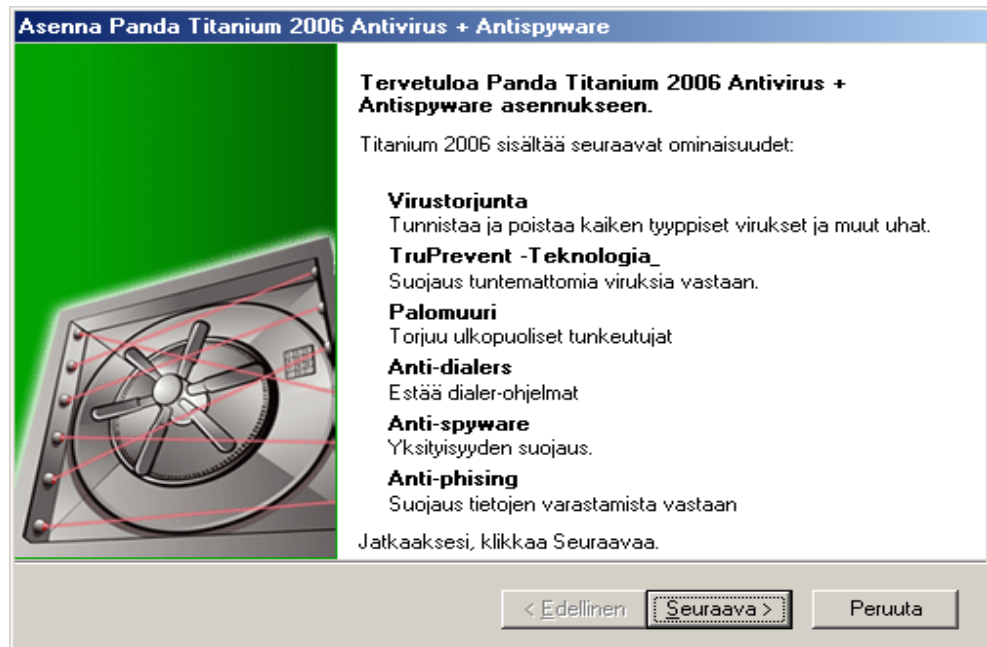 Asenna Panda Titanium 2006 Antivirus + Antispyware
Tervetuloa Panda Titanium 2006 Antivirus +
Antispyware asennukseen.
Titanium 2006 sisältää seuraavat ominaisuudet:
Virustorjunta
Tunnistaa ja poistaa kaiken tyyppiset virukset ja muut uhat.
TruPrevent -Teknologia_
Suojaus tuntemattomia viruksia vastaan.
Palomuuri
Torjuu ulkopuoliset tunkeutujat
Anti-dialers
Estää dialer-ohjelmat
Anti-spyware
Yksityisyyden suojaus.
Anti-phising
Suojaus tietojen varastamista vastaan
Jatkaaksesi, klikkaa Seuraavaa.
< Edellinen Seuraava > Peruuta